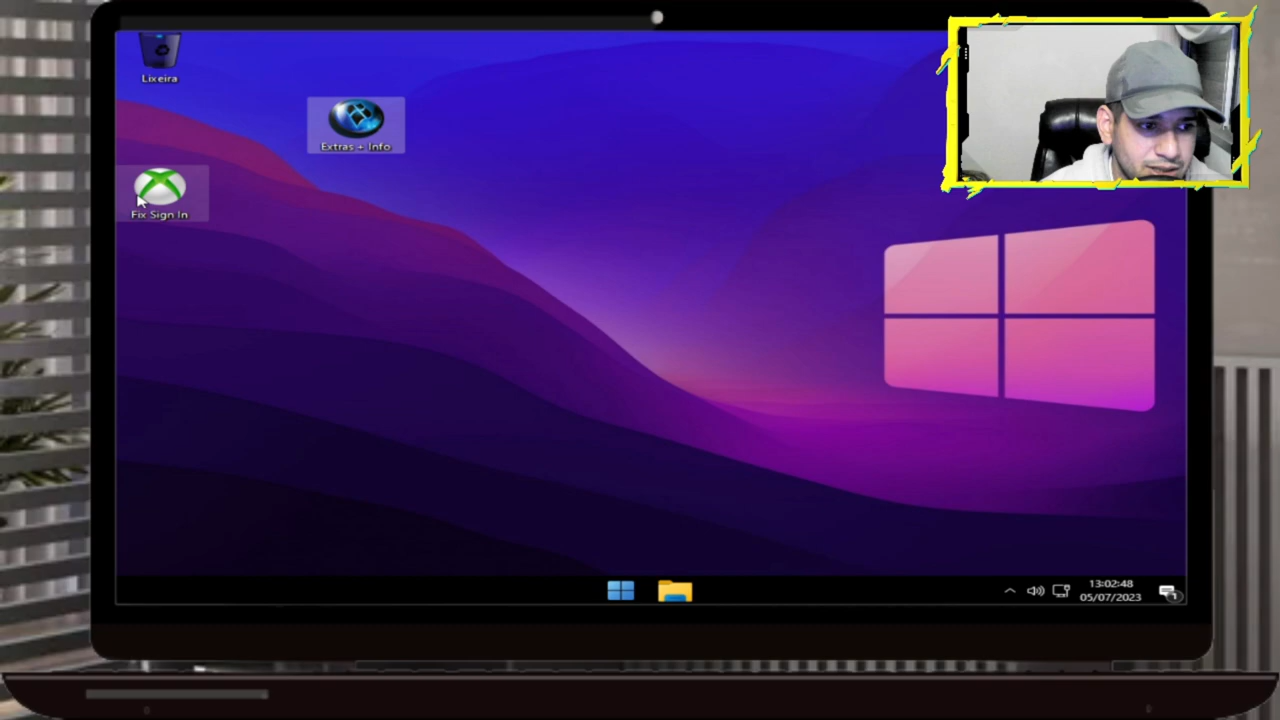 Lixeira
Extras + Info
Fix Sign In
13:02:48
05/07/2023